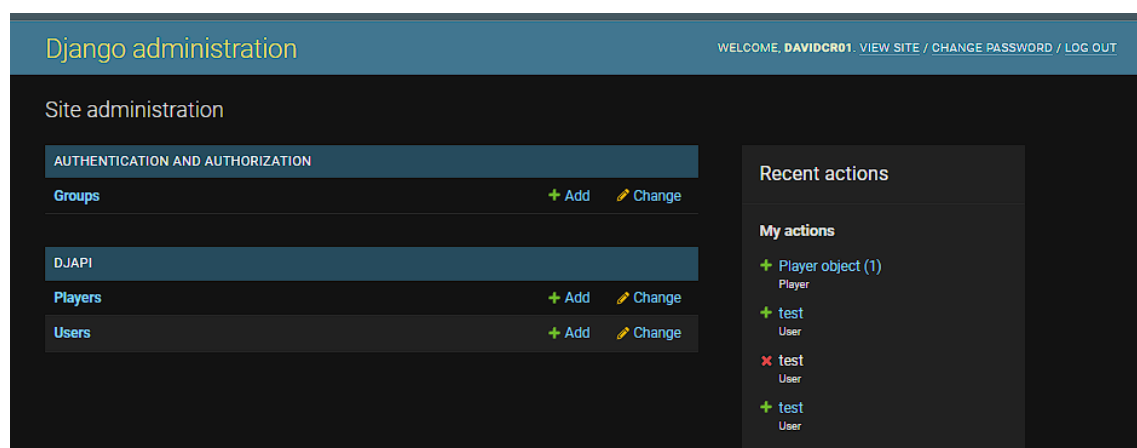 Django administration
WELCOME, DAVIDCR01. VIEW SITE / CHANGE PASSWORD / LOG OUT
Site administration
AUTHENTICATION AND AUTHORIZATION
Groups Add Change
DJAPI
Players Add Change
Users Add Change
Recent actions
My actions
Player object (1)
Player
test
User
test
User
test
User